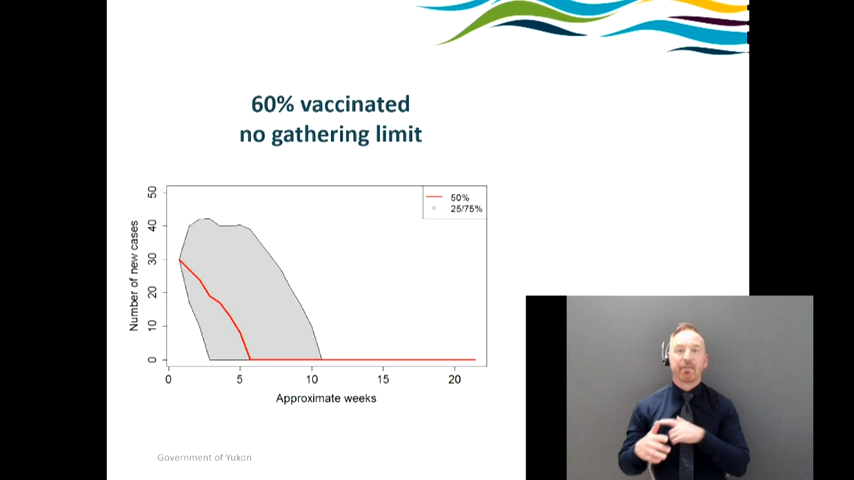 60% vaccinated
no gathering limit
50%
25/75%
Number of new cases
50
40
30
20
10
0
0 5 10 15 20
Approximate weeks
Government of Yukon